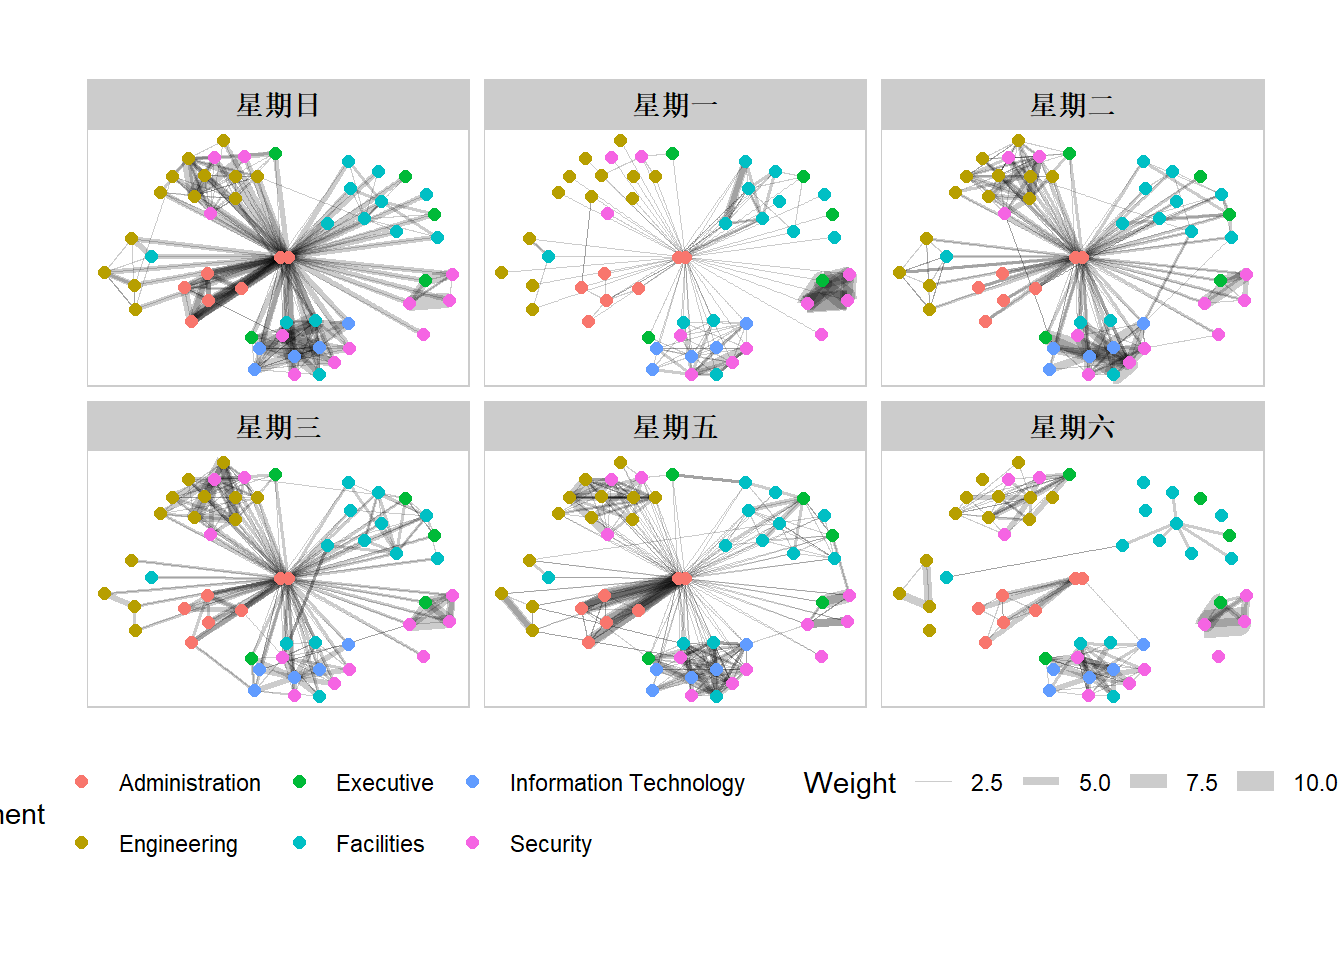 星期日
星期一
星期二
星期三
星期五
星期六
Administration
Executive
Information Technology
Weight
2.5
5.0
7.5
10.0
Engineering
Facilities
Security